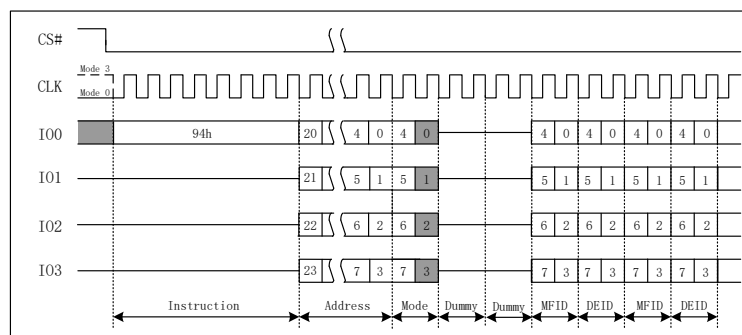 CS#
Mode 3
CLK
Mode 0
IO0 94h 20 4 0 4 0 4 0 4 0 4 0 4 0
IO1 21 5 1 5 1 5 1 5 1 5 1 5 1
IO2 22 6 2 6 2 6 2 6 2 6 2 6 2
IO3 23 7 3 7 3 7 3 7 3 7 3 7 3
Instruction Address Mode Dummy Dummy MFID DEID MFID DEID